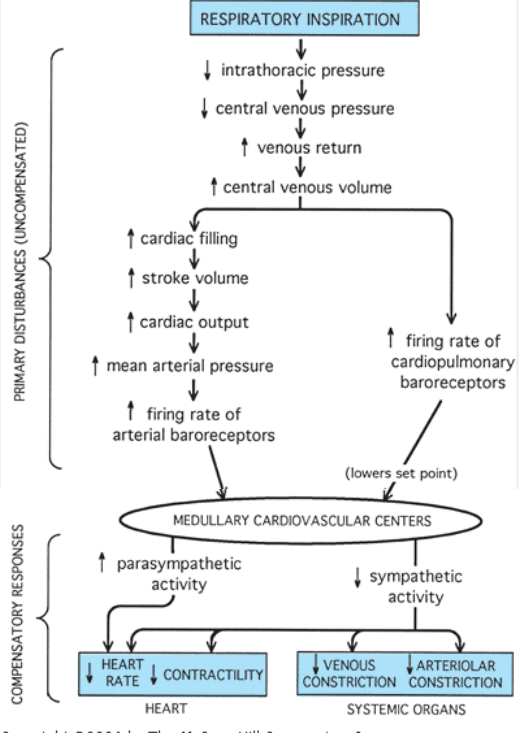 RESPIRATORY INSPIRATION
↓ intrathoracic pressure
↓ central venous pressure
↑ venous return
↑ central venous volume
↑ cardiac filling
↑ stroke volume
↑ cardiac output
↑ mean arterial pressure
↑ firing rate of
arterial baroreceptors
↑ firing rate of
cardiopulmonary
baroreceptors
(lowers set point)
PRIMARY DISTURBANCES (UNCOMPENSATED)
MEDULLARY CARDIOVASCULAR CENTERS
↑ parasympathetic
activity
↓ sympathetic
activity
↓ HEART
RATE
↓ CONTRACTILITY
↓ VENOUS
CONSTRICTION
↓ ARTERIOLAR
CONSTRICTION
HEART
SYSTEMIC ORGANS
COMPENSATORY RESPONSES